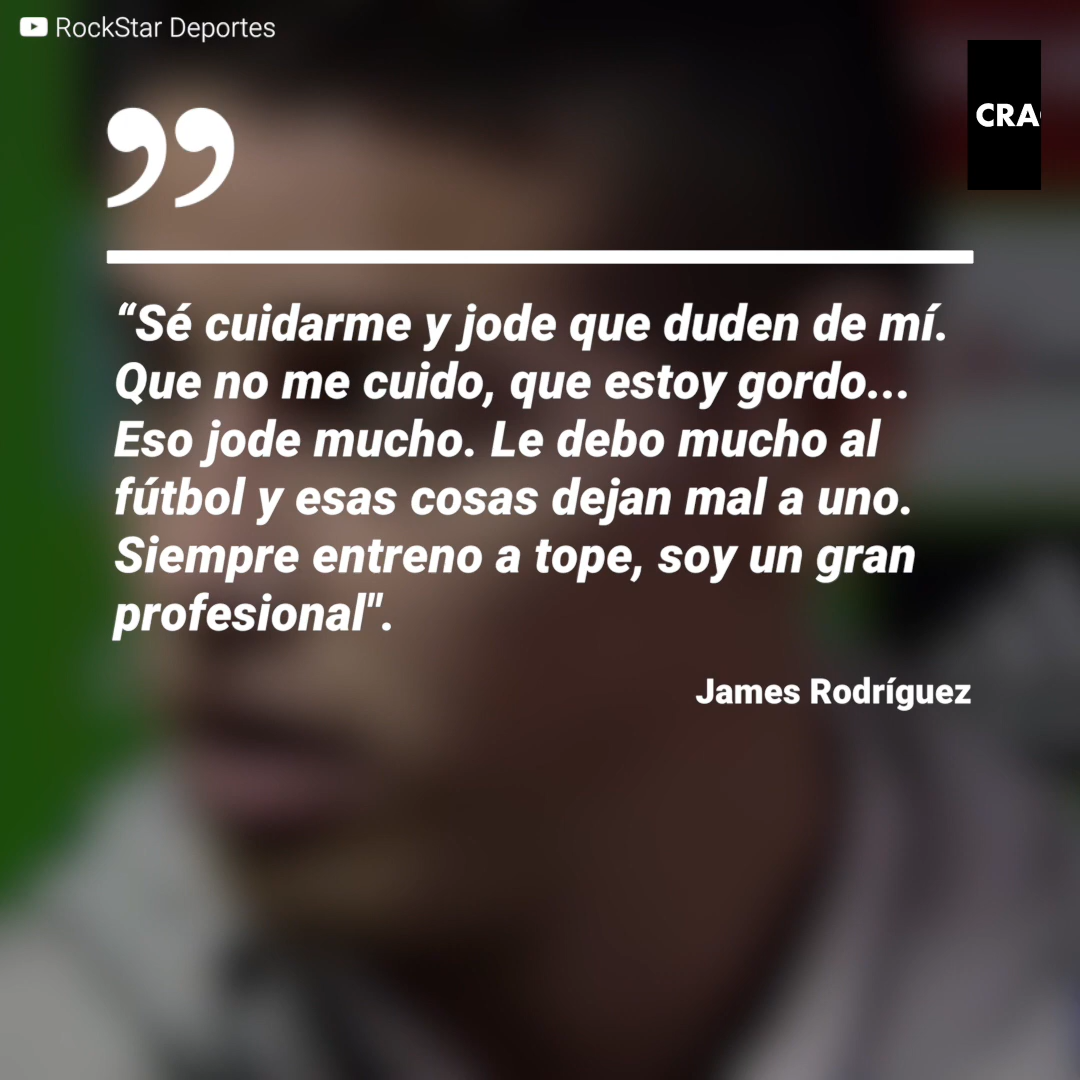 RockStar Deportes
CRA
“Sé cuidarme y jode que duden de mí.
Que no me cuido, que estoy gordo...
Eso jode mucho. Le debo mucho al
fútbol y esas cosas dejan mal a uno.
Siempre entreno a tope, soy un gran
profesional".
James Rodríguez